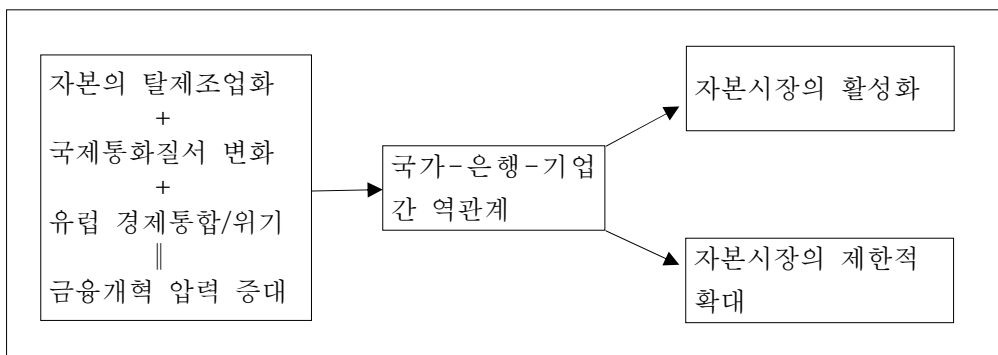 자본의 탈제조업화
+
국제통화질서 변화
+
유럽 경제통합/위기
∥
금융개혁 압력 증대
국가-은행-기업
간 역관계
자본시장의 활성화
자본시장의 제한적
확대